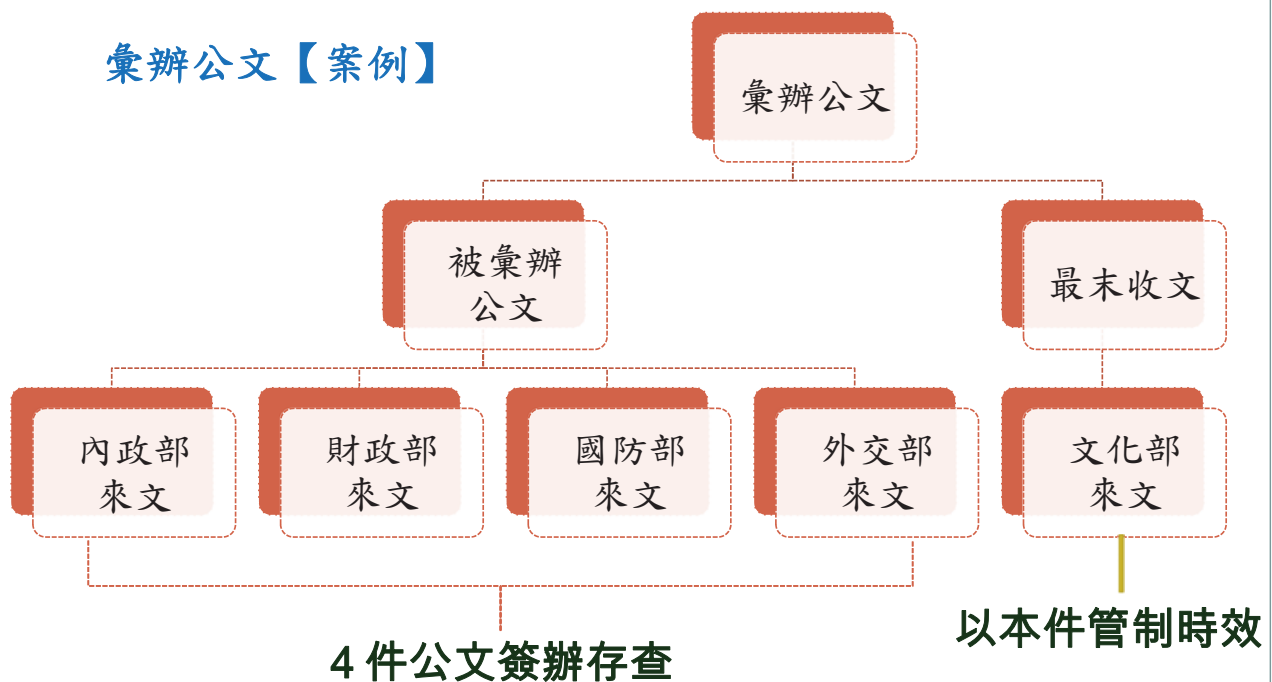 彙辦公文【案例】
彙辦公文
被彙辦
公文
最末收文
內政部
來文
財政部
來文
國防部
來文
外交部
來文
文化部
來文
4 件公文簽辦存查
以本件管制時效